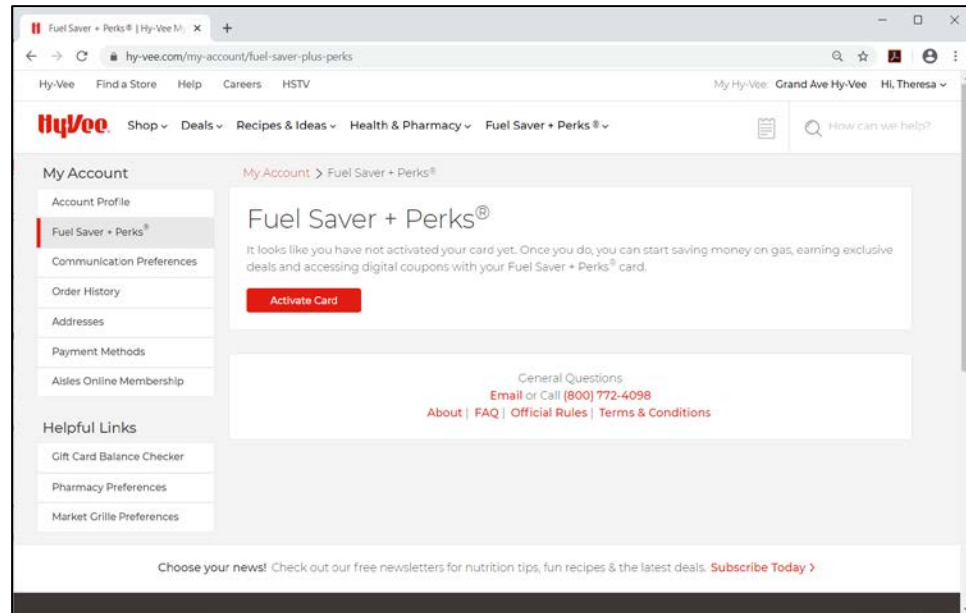 Fuel Saver + Perks® | Hy-Vee My
hy-vee.com/my-account/fuel-saver-plus-perks
Hy-Vee Find a Store Help Careers HSTV My Hy-Vee: Grand Ave Hy-Vee Hi, Theresa
HyVee Shop Deals Recipes & Ideas Health & Pharmacy Fuel Saver + Perks® How can we help?
My Account
Account Profile
Fuel Saver + Perks®
Communication Preferences
Order History
Addresses
Payment Methods
Aisles Online Membership
Helpful Links
Gift Card Balance Checker
Pharmacy Preferences
Market Grille Preferences
My Account > Fuel Saver + Perks®
Fuel Saver + Perks®
It looks like you have not activated your card yet. Once you do, you can start saving money on gas, earning exclusive
deals and accessing digital coupons with your Fuel Saver + Perks® card.
Activate Card
General Questions
Email or Call (800) 772-4098
About | FAQ | Official Rules | Terms & Conditions
Choose your news! Check out our free newsletters for nutrition tips, fun recipes & the latest deals. Subscribe Today >